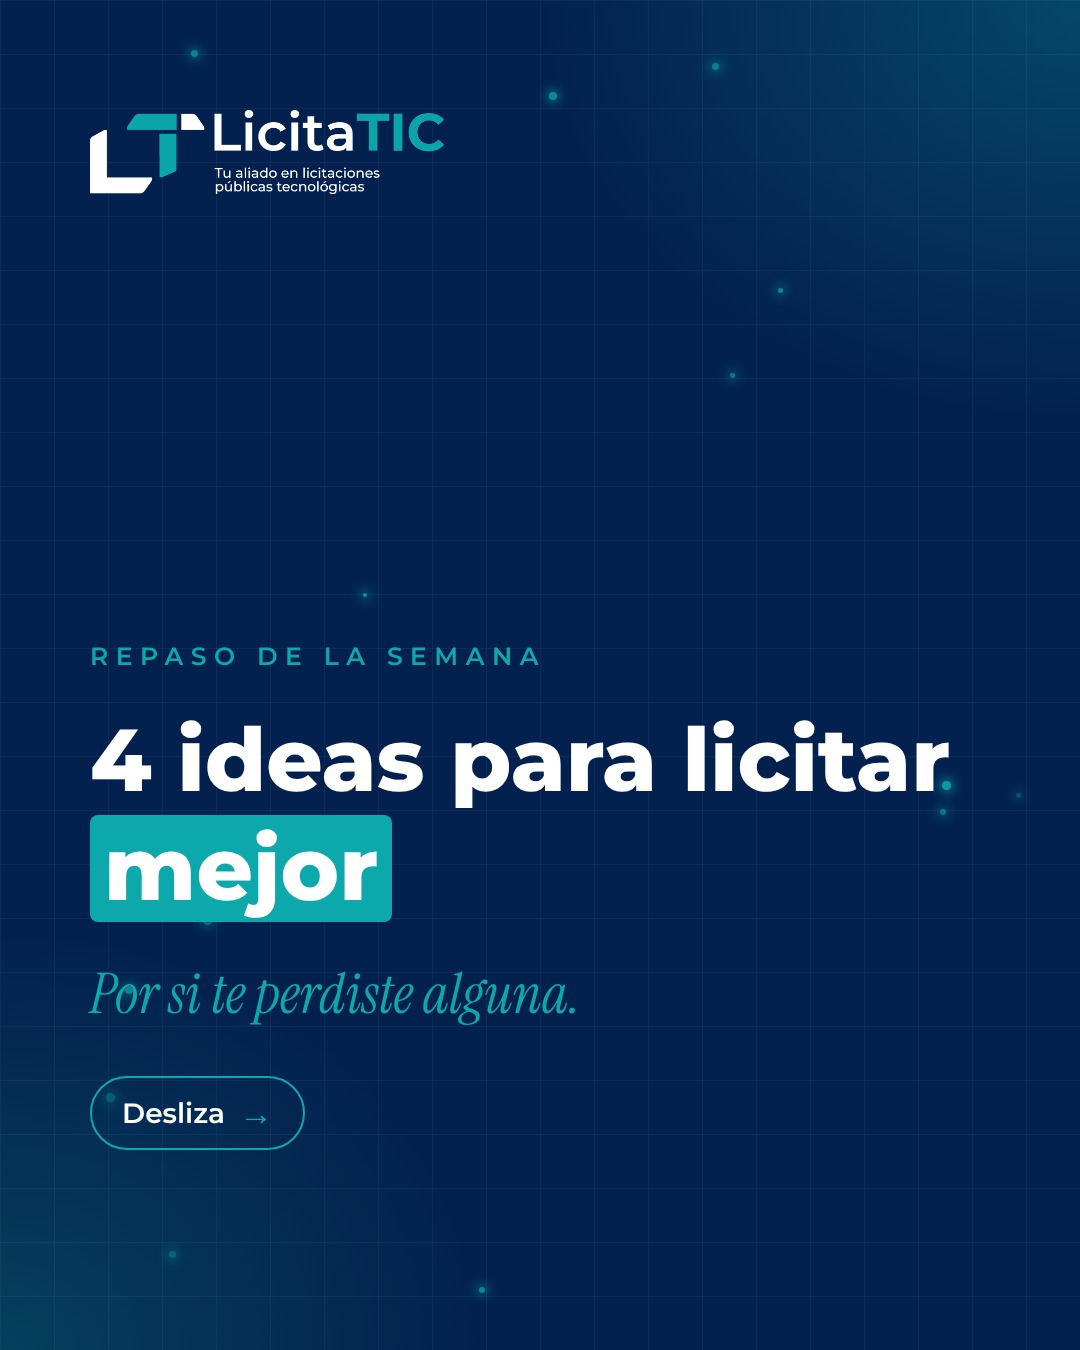 LicitaTIC
Tu aliado en licitaciones
públicas tecnológicas
REPASO DE LA SEMANA
4 ideas para licitar
mejor
Por si te perdiste alguna.
Desliza →